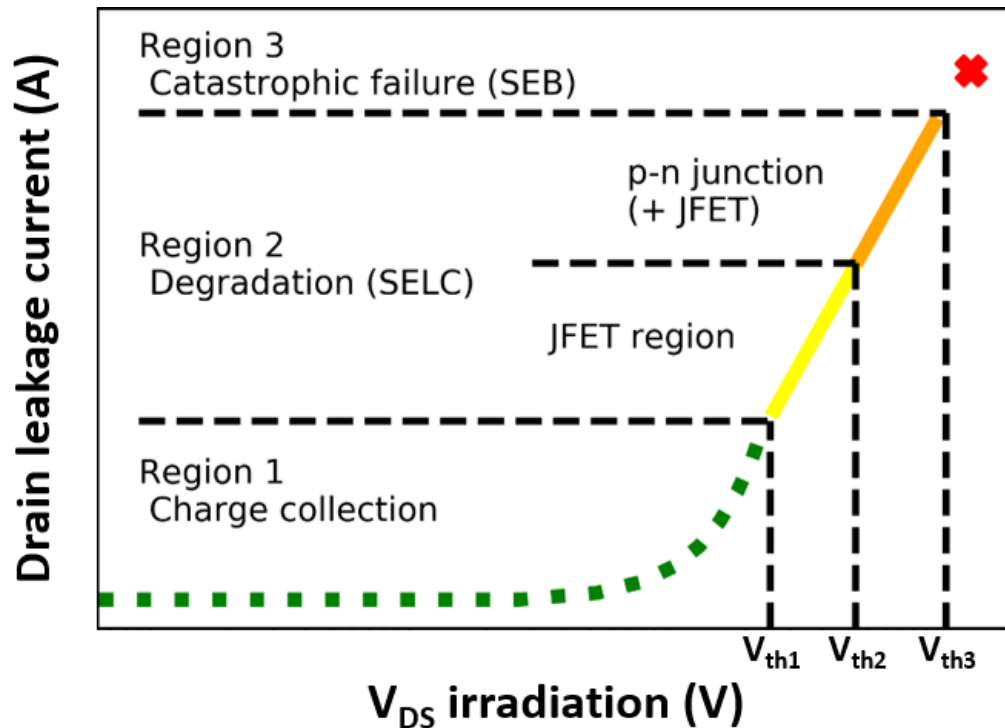 Drain leakage current (A)
Region 3
Catastrophic failure (SEB)
p-n junction
(+ JFET)
Region 2
Degradation (SELC)
JFET region
Region 1
Charge collection
Vth1 Vth2 Vth3
VDS irradiation (V)